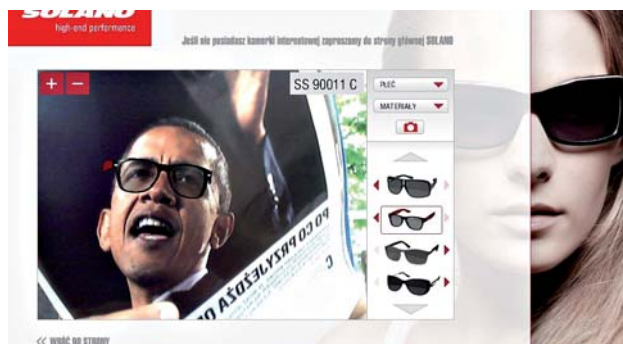 SOLANO
high-end performance
Jeśli nie posiadasz kamerki internetowej zapraszamy do strony głównej SOLANO
+ −
SS 90011 C
PŁEĆ
MATERIAŁY
PO CO PRZYJEŻDŻA
<< WRÓĆ DO STRONY